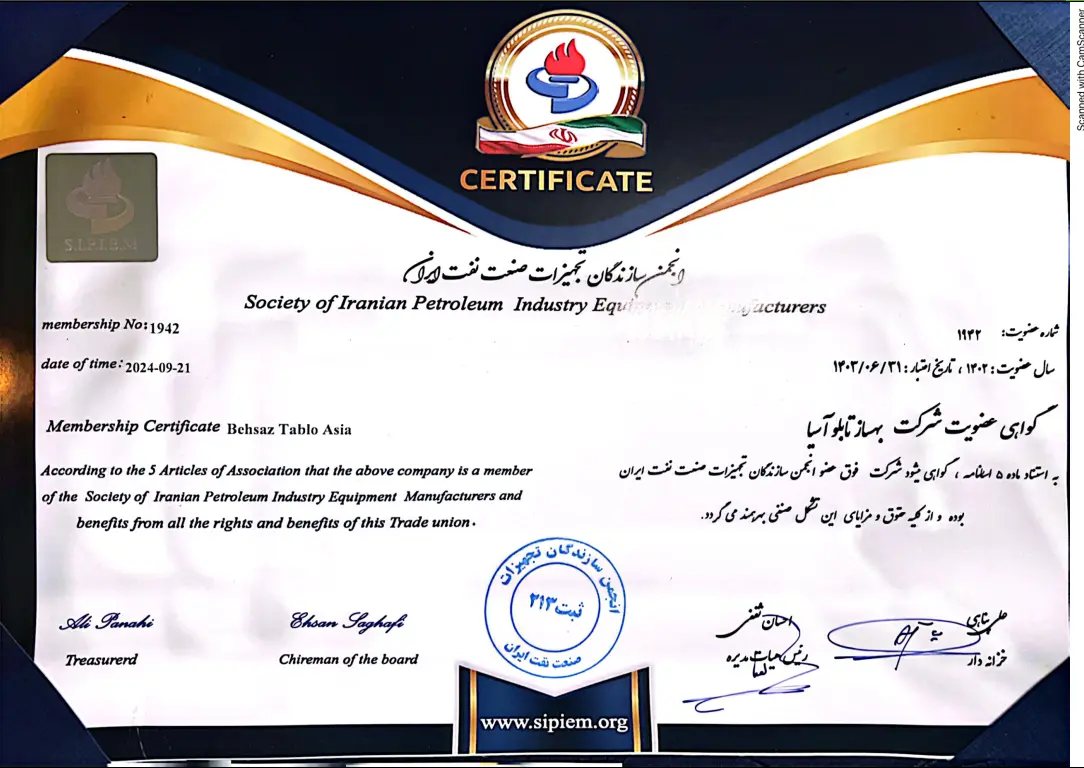 CERTIFICATE
S.I.P.I.E.M
انجمن سازندگان تجهیزات صنعت نفت ایران
Society of Iranian Petroleum Industry Equipment Manufacturers
membership No: 1942
شماره عضویت: ۱۹۴۲
date of time: 2024-09-21
سال عضویت: ۱۴۰۲ ، تاریخ اعتبار: ۱۴۰۳/۰۶/۳۱
Membership Certificate Behsaz Tablo Asia
گواهی عضویت شرکت بهساز تابلو آسیا
According to the 5 Articles of Association that the above company is a member
of the Society of Iranian Petroleum Industry Equipment Manufacturers and
benefits from all the rights and benefits of this Trade union.
به استناد ماده ۵ اساسنامه ، گواهی میشود شرکت فوق عضو انجمن سازندگان تجهیزات صنعت نفت ایران
بوده و از کلیه حقوق و مزایای این تشکل صنفی بهرهمند می گردد.
انجمن سازندگان تجهیزات
ثبت ۲۱۳
صنعت نفت ایران
Ali Panahi
Treasurerd
Ehsan Saghafi
Chireman of the board
احسان ثقفی
رئیس هیات مدیره
علی پناهی
خزانه دار
www.sipiem.org
Scanned with CamScanner